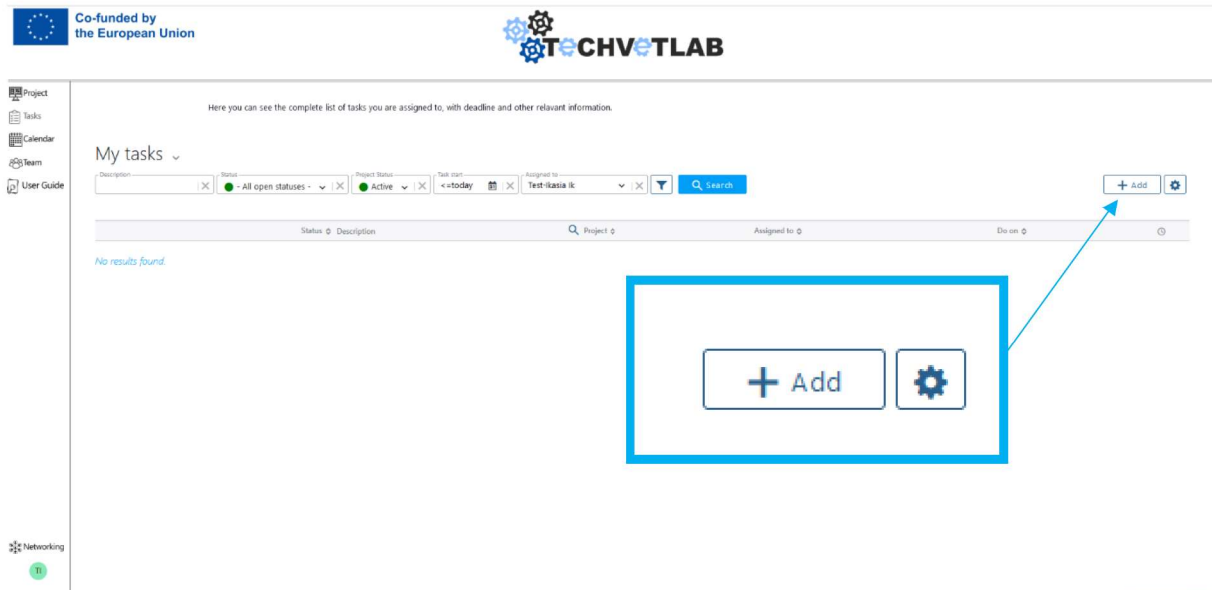 Co-funded by
the European Union
TeCHVeTLAB
Project
Tasks
Calendar
Team
User Guide
Here you can see the complete list of tasks you are assigned to, with deadline and other relavant information.
My tasks
Description
Status
Project Status
Task start
Assigned to
- All open statuses -
Active
<=today
Test-Ikasia Ik
Search
+ Add
Status Description Project Assigned to Do on
No results found.
+ Add
Networking
TI